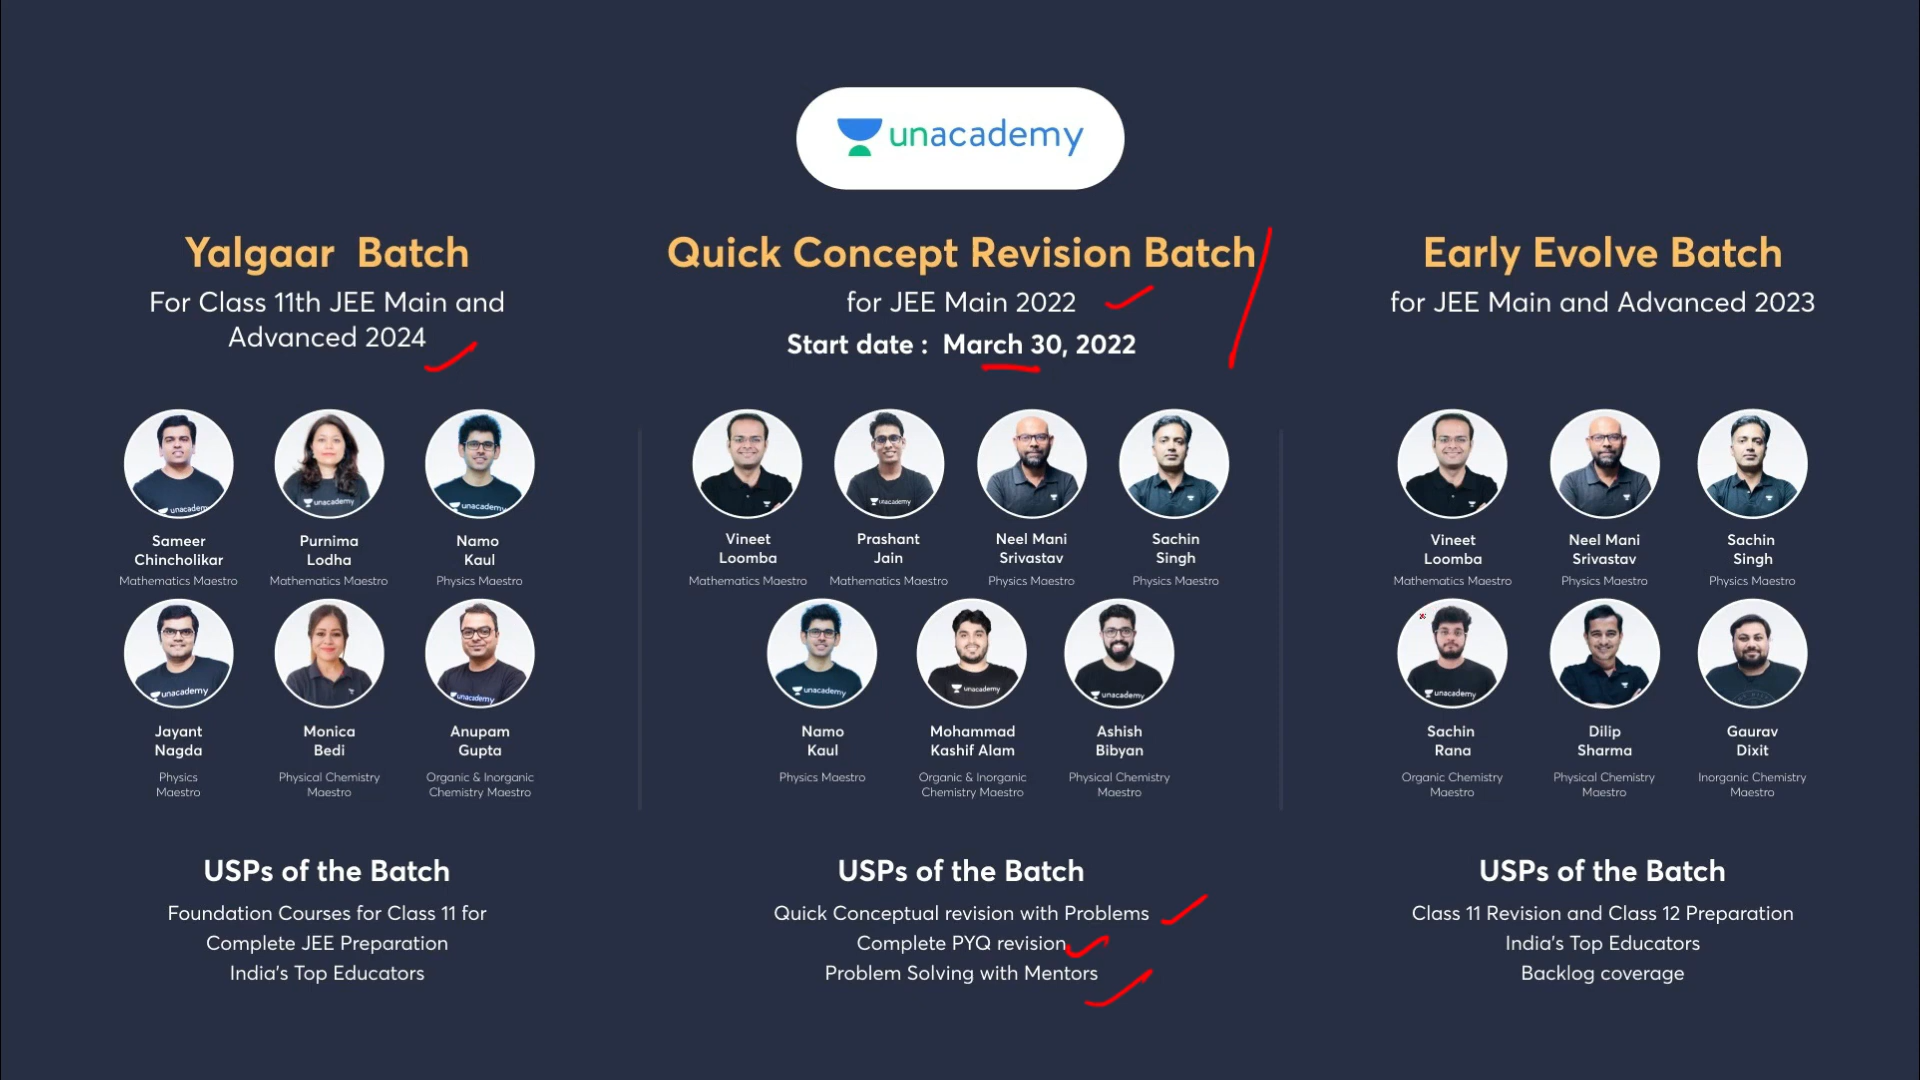 unacademy
Yalgaar Batch
For Class 11th JEE Main and
Advanced 2024
Sameer
Chincholikar
Mathematics Maestro
Purnima
Lodha
Mathematics Maestro
Namo
Kaul
Physics Maestro
Jayant
Nagda
Physics
Maestro
Monica
Bedi
Physical Chemistry
Maestro
Anupam
Gupta
Organic & Inorganic
Chemistry Maestro
USPs of the Batch
Foundation Courses for Class 11 for
Complete JEE Preparation
India's Top Educators
Quick Concept Revision Batch
for JEE Main 2022
Start date : March 30, 2022
Vineet
Loomba
Mathematics Maestro
Prashant
Jain
Mathematics Maestro
Neel Mani
Srivastav
Physics Maestro
Sachin
Singh
Physics Maestro
Namo
Kaul
Physics Maestro
Mohammad
Kashif Alam
Organic & Inorganic
Chemistry Maestro
Ashish
Bibyan
Physical Chemistry
Maestro
USPs of the Batch
Quick Conceptual revision with Problems
Complete PYQ revision
Problem Solving with Mentors
Early Evolve Batch
for JEE Main and Advanced 2023
Vineet
Loomba
Mathematics Maestro
Neel Mani
Srivastav
Physics Maestro
Sachin
Singh
Physics Maestro
Sachin
Rana
Organic Chemistry
Maestro
Dilip
Sharma
Physical Chemistry
Maestro
Gaurav
Dixit
Inorganic Chemistry
Maestro
USPs of the Batch
Class 11 Revision and Class 12 Preparation
India's Top Educators
Backlog coverage